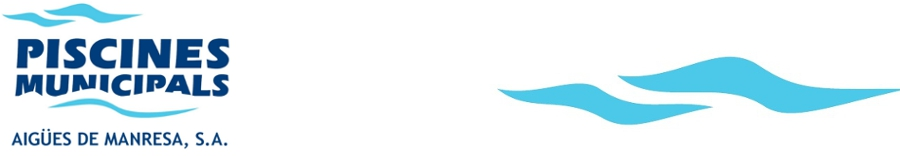 PISCINES
MUNICIPALS
AIGÜES DE MANRESA, S.A.